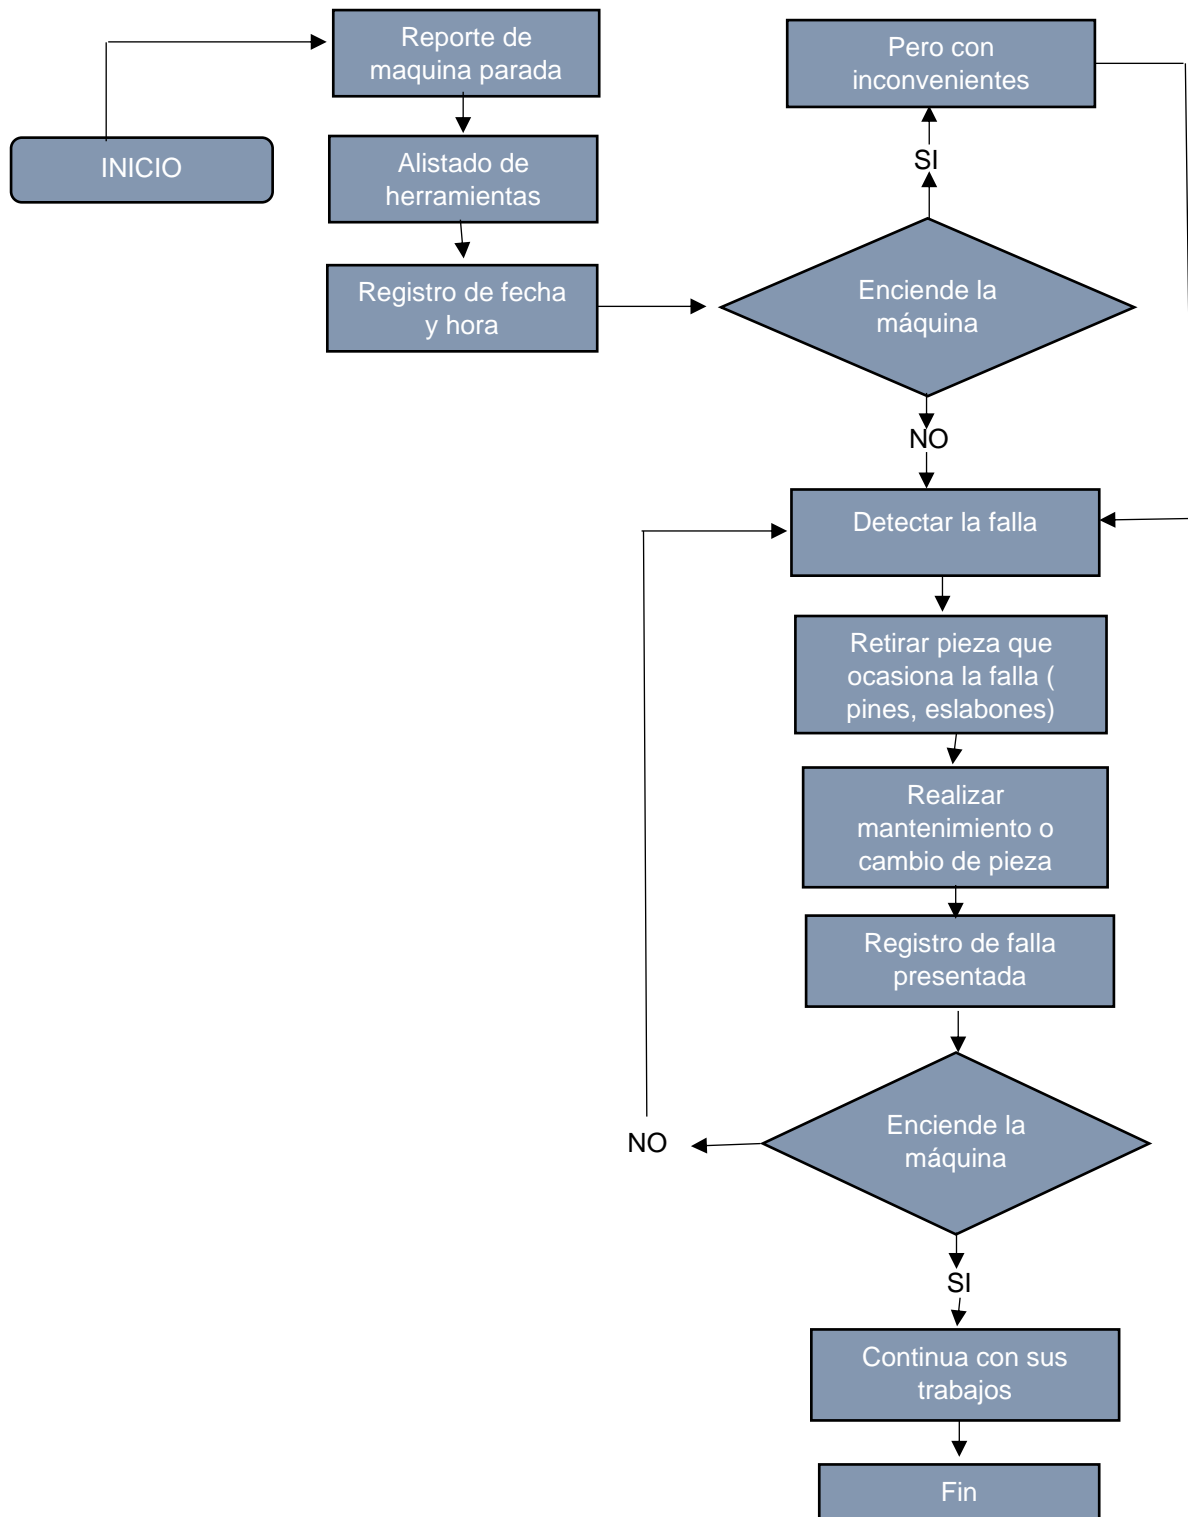 INICIO
Reporte de
maquina parada
Alistado de
herramientas
Registro de fecha
y hora
Enciende la
máquina
SI
Pero con
inconvenientes
NO
Detectar la falla
Retirar pieza que
ocasiona la falla (
pines, eslabones)
Realizar
mantenimiento o
cambio de pieza
Registro de falla
presentada
Enciende la
máquina
NO
SI
Continua con sus
trabajos
Fin